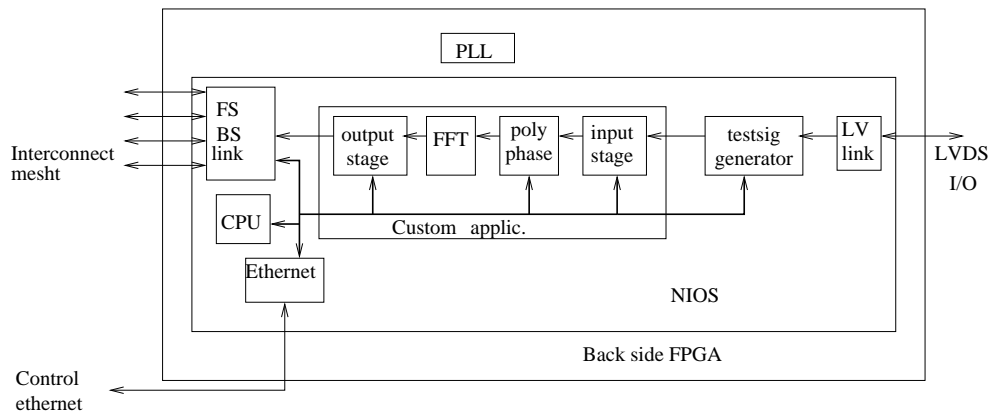 PLL
FS
BS
link
output
stage
FFT
poly
phase
input
stage
testsig
generator
LV
link
Interconnect
mesht
LVDS
I/O
CPU
Custom applic.
Ethernet
NIOS
Back side FPGA
Control
ethernet